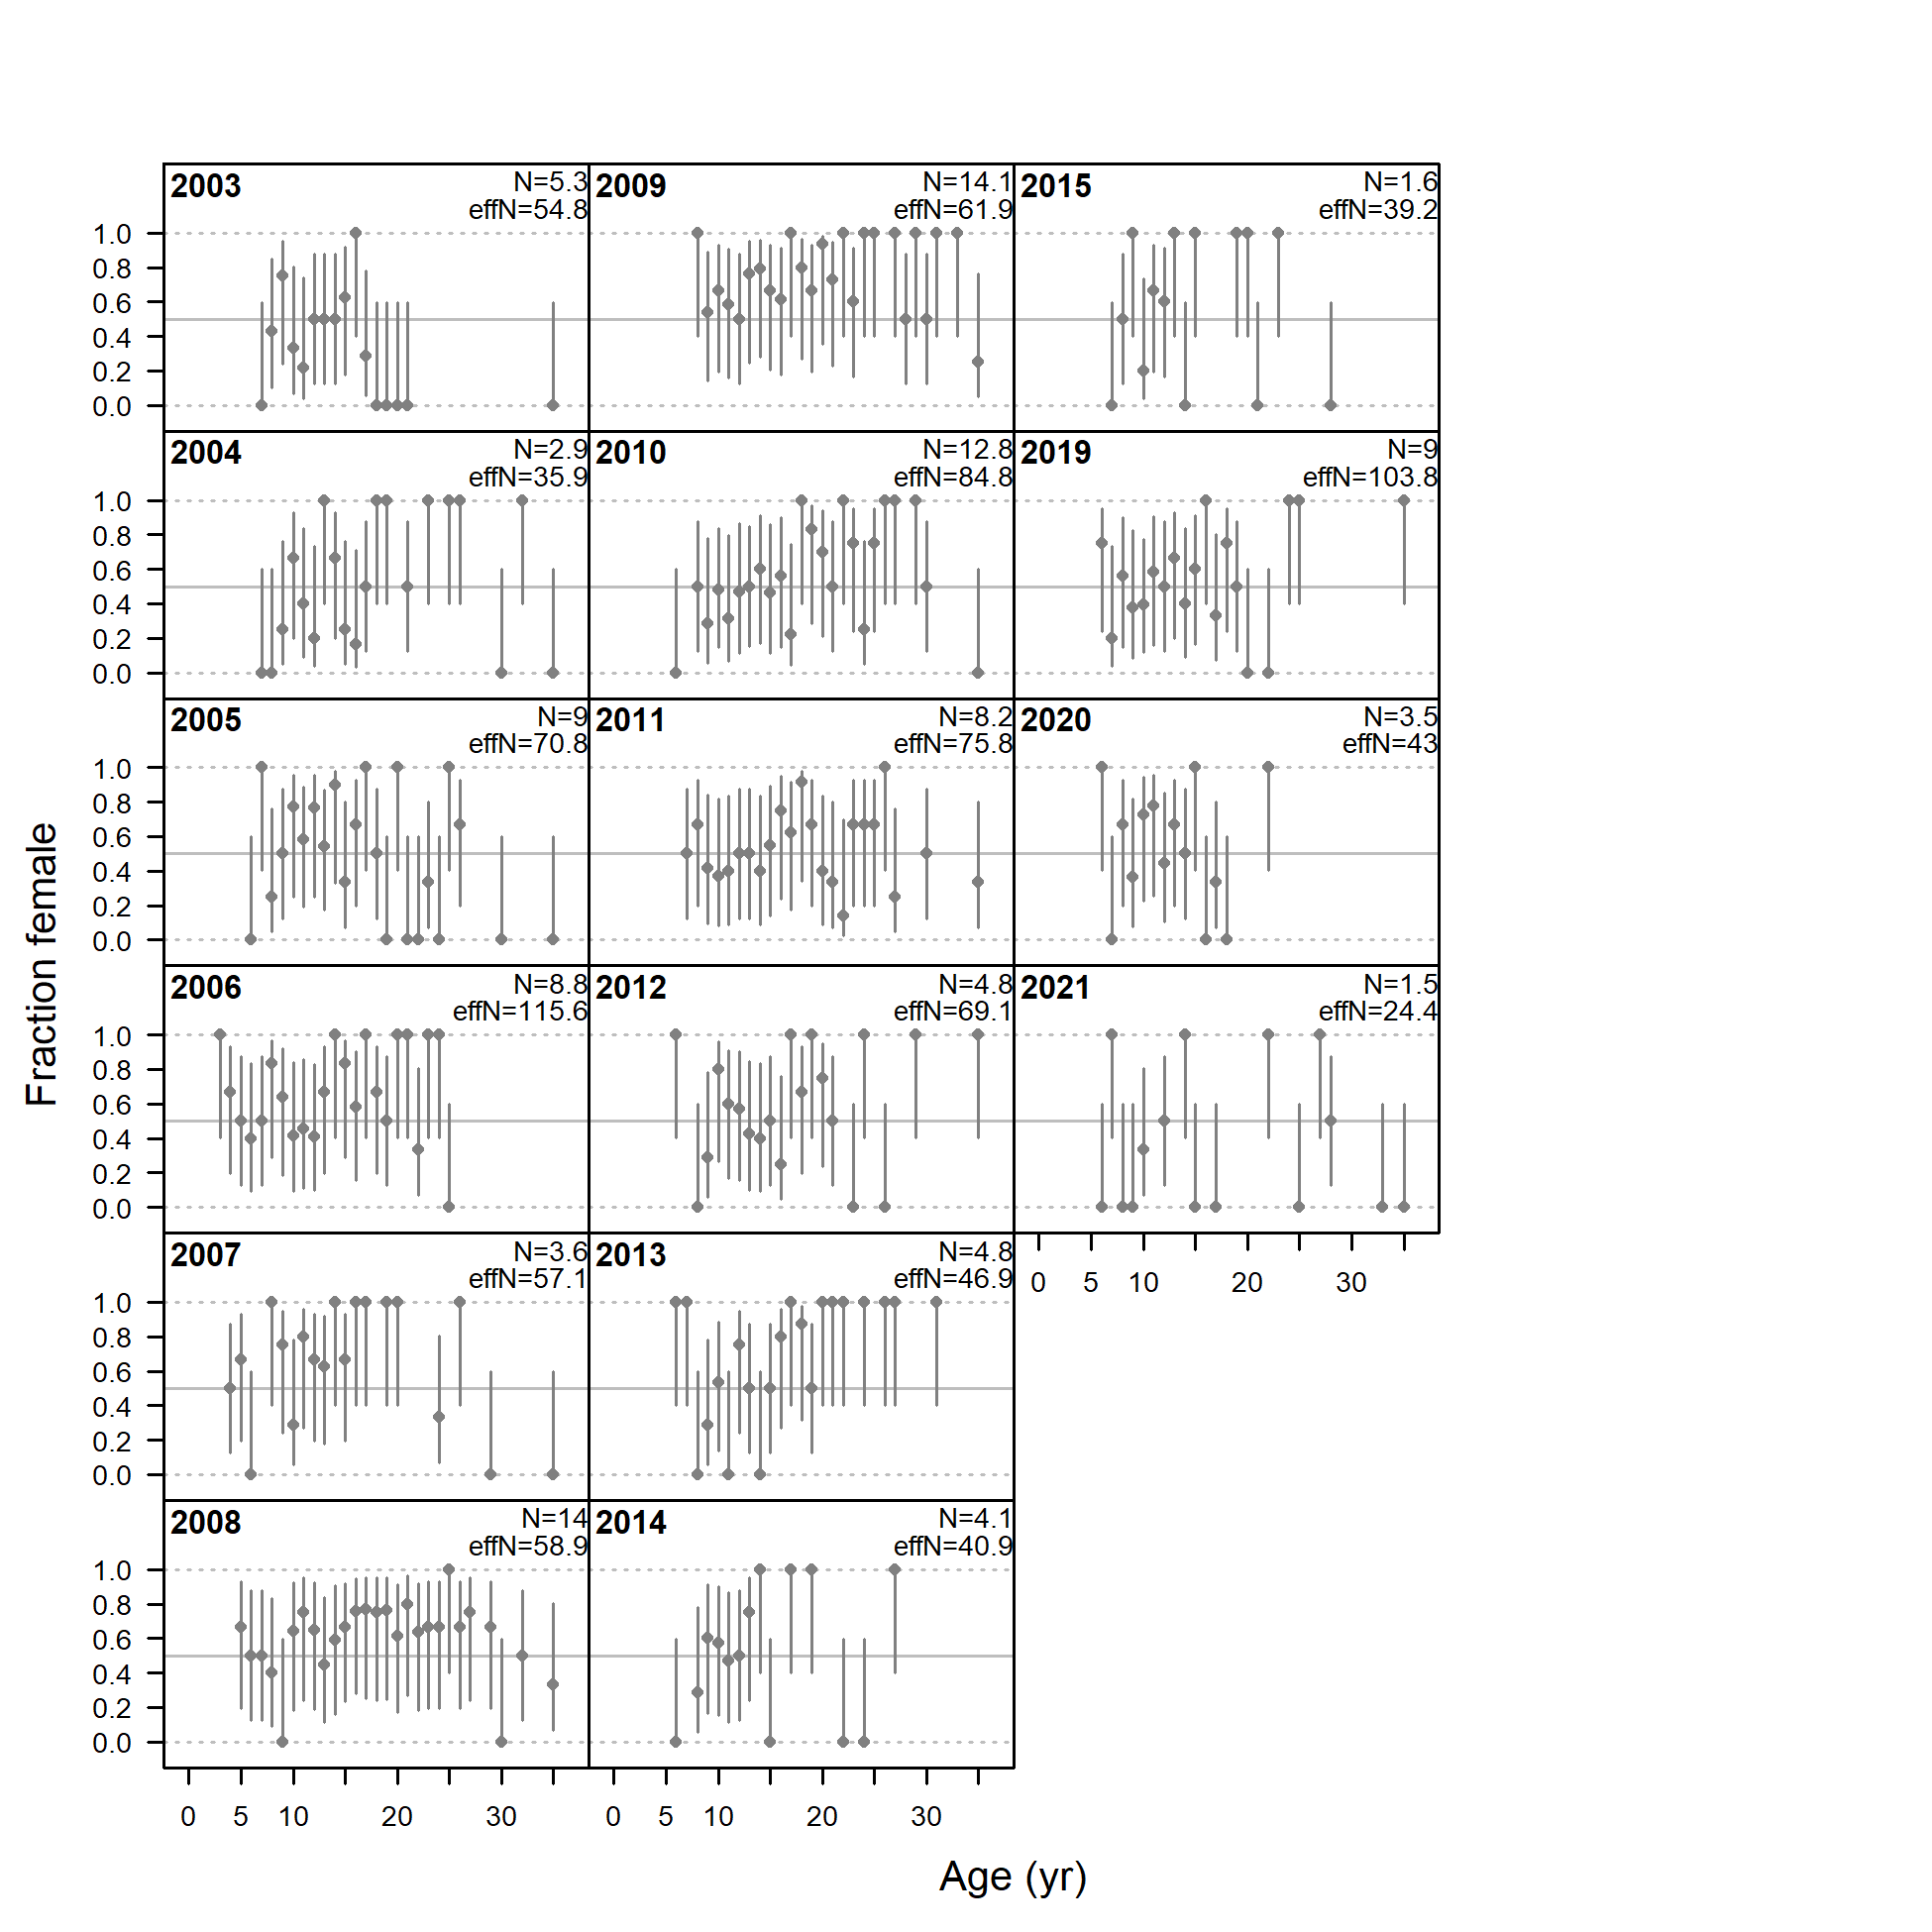 2003
N=5.3
effN=54.8
2009
N=14.1
effN=61.9
2015
N=1.6
effN=39.2
1.0
0.8
0.6
0.4
0.2
0.0
2004
N=2.9
effN=35.9
2010
N=12.8
effN=84.8
2019
N=9
effN=103.8
1.0
0.8
0.6
0.4
0.2
0.0
2005
N=9
effN=70.8
2011
N=8.2
effN=75.8
2020
N=3.5
effN=43
1.0
0.8
0.6
0.4
0.2
0.0
Fraction female
2006
N=8.8
effN=115.6
2012
N=4.8
effN=69.1
2021
N=1.5
effN=24.4
1.0
0.8
0.6
0.4
0.2
0.0
2007
N=3.6
effN=57.1
2013
N=4.8
effN=46.9
0 5 10 20 30
1.0
0.8
0.6
0.4
0.2
0.0
2008
N=14
effN=58.9
2014
N=4.1
effN=40.9
1.0
0.8
0.6
0.4
0.2
0.0
0 5 10 20 30
0 5 10 20 30
Age (yr)